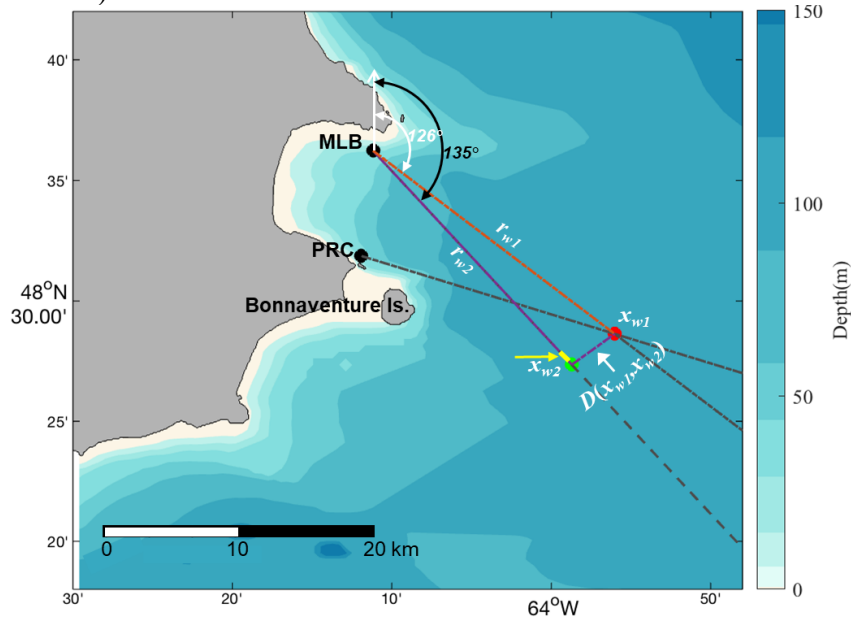 )
40'
150
126°
MLB
135°
35'
100
r_w1
PRC
r_w2
48°N
30.00'
Bonnaventure Is.
x_w1
x_w2
D(x_w1,x_w2)
Depth(m)
50
25'
20'
0 10 20 km
0
30' 20' 10' 64°W 50'